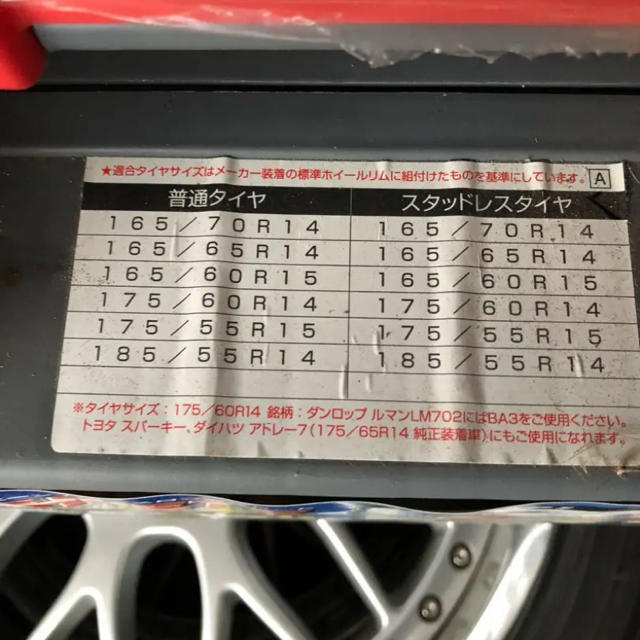 ★適合タイヤサイズはメーカー装着の標準ホイールリムに組付けたものを基準にしています。 A
普通タイヤ スタッドレスタイヤ
165／70R14 165／70R14
165／65R14 165／65R14
165／60R15 165／60R15
175／60R14 175／60R14
175／55R15 175／55R15
185／55R14 185／55R14
※タイヤサイズ：175／60R14 銘柄：ダンロップ ルマンLM702にはBA3をご使用ください。
トヨタ スパーキー、ダイハツ アトレー7(175／65R14 純正装着車)にもご使用になれます。